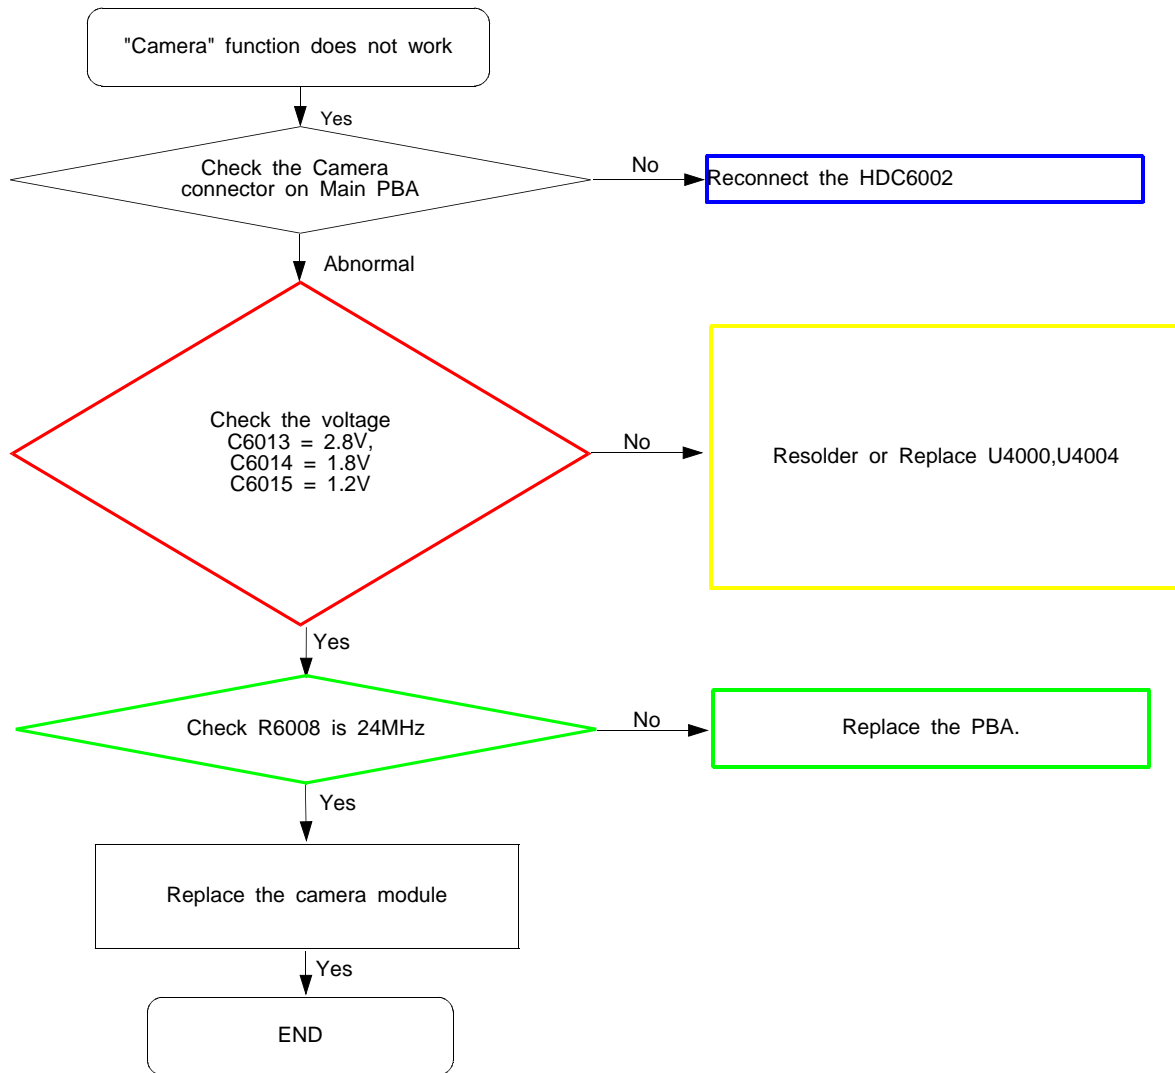 "Camera" function does not work
Yes
Check the Camera
connector on Main PBA
No
Reconnect the HDC6002
Abnormal
Check the voltage
C6013 = 2.8V,
C6014 = 1.8V
C6015 = 1.2V
No
Resolder or Replace U4000,U4004
Yes
Check R6008 is 24MHz
No
Replace the PBA.
Yes
Replace the camera module
Yes
END